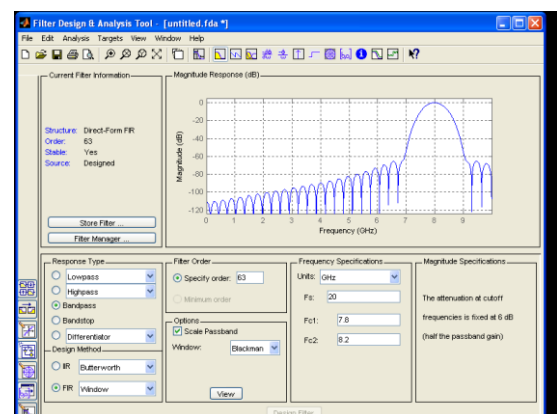 Filter Design & Analysis Tool - [untitled.fda *]
File Edit Analysis Targets View Window Help
Current Filter Information
Structure: Direct-Form FIR
Order: 63
Stable: Yes
Source: Designed
Store Filter ...
Filter Manager ...
Magnitude Response (dB)
0
-20
-40
-60
-80
-100
-120
Magnitude (dB)
0 1 2 3 4 5 6 7 8 9
Frequency (GHz)
Response Type
Lowpass
Highpass
Bandpass
Bandstop
Differentiator
Design Method
IIR Butterworth
FIR Window
Filter Order
Specify order: 63
Minimum order
Options
Scale Passband
Window: Blackman
View
Frequency Specifications
Units: GHz
Fs: 20
Fc1: 7.8
Fc2: 8.2
Magnitude Specifications
The attenuation at cutoff
frequencies is fixed at 6 dB
(half the passband gain)
Design Filter